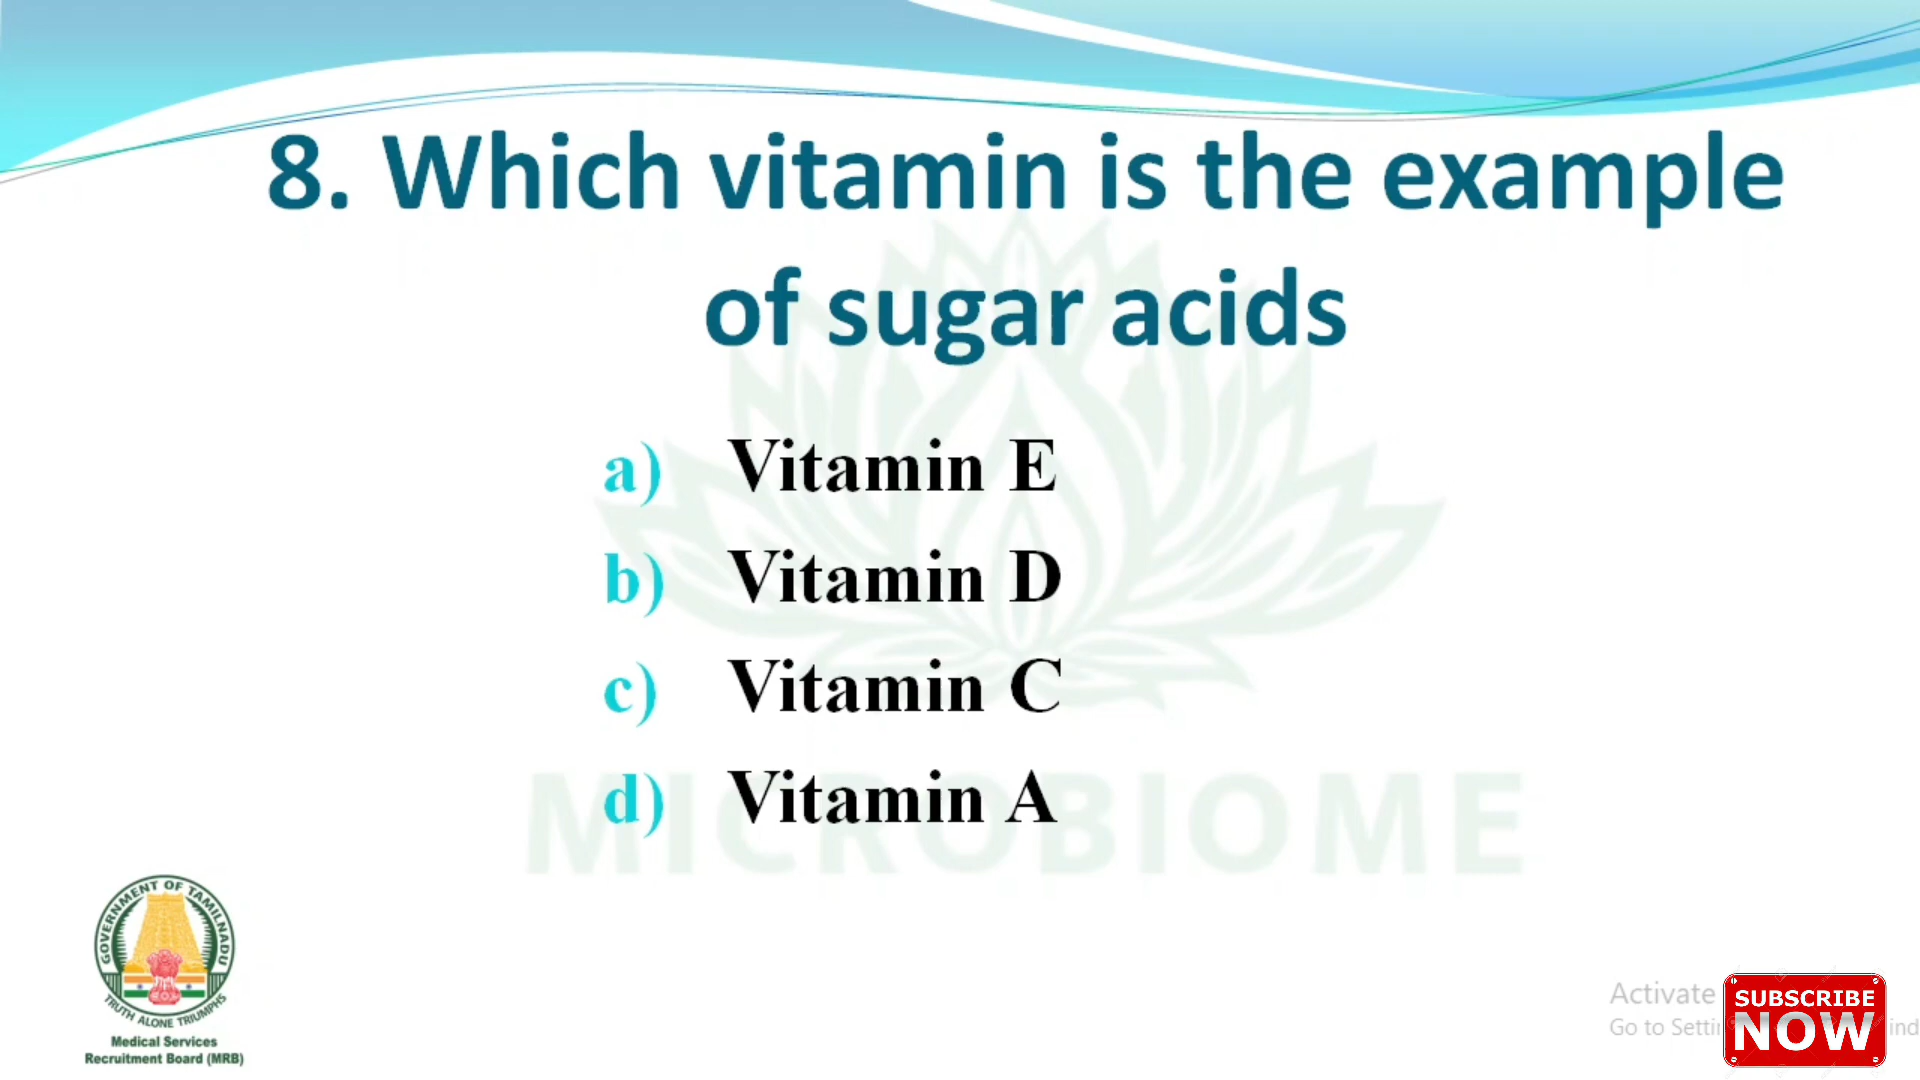 8. Which vitamin is the example
of sugar acids
a) Vitamin E
b) Vitamin D
c) Vitamin C
d) Vitamin A
MICROBIOME
GOVERNMENT OF TAMILNADU
TRUTH ALONE TRIUMPHS
Medical Services
Recruitment Board (MRB)
Activate
Go to Setti
SUBSCRIBE
NOW